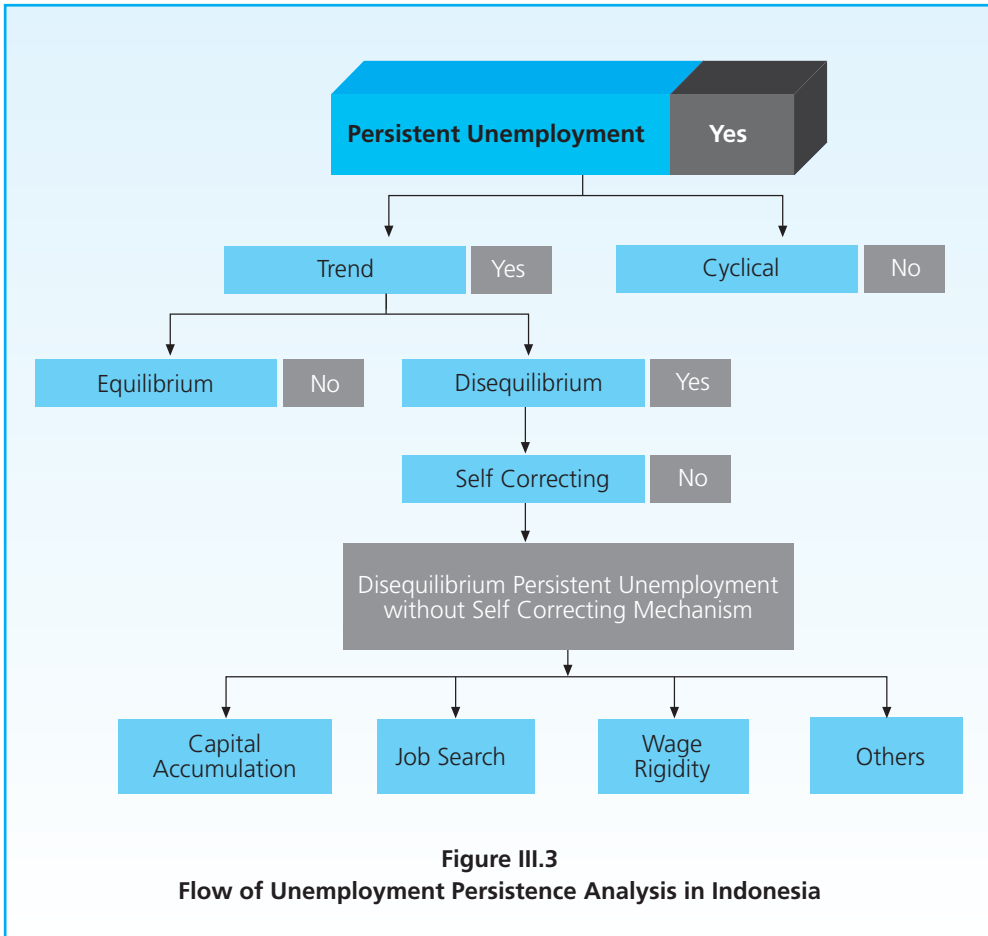 Persistent Unemployment Yes
Trend Yes
Cyclical No
Equilibrium No
Disequilibrium Yes
Self Correcting No
Disequilibrium Persistent Unemployment
without Self Correcting Mechanism
Capital
Accumulation
Job Search
Wage
Rigidity
Others
Figure III.3
Flow of Unemployment Persistence Analysis in Indonesia